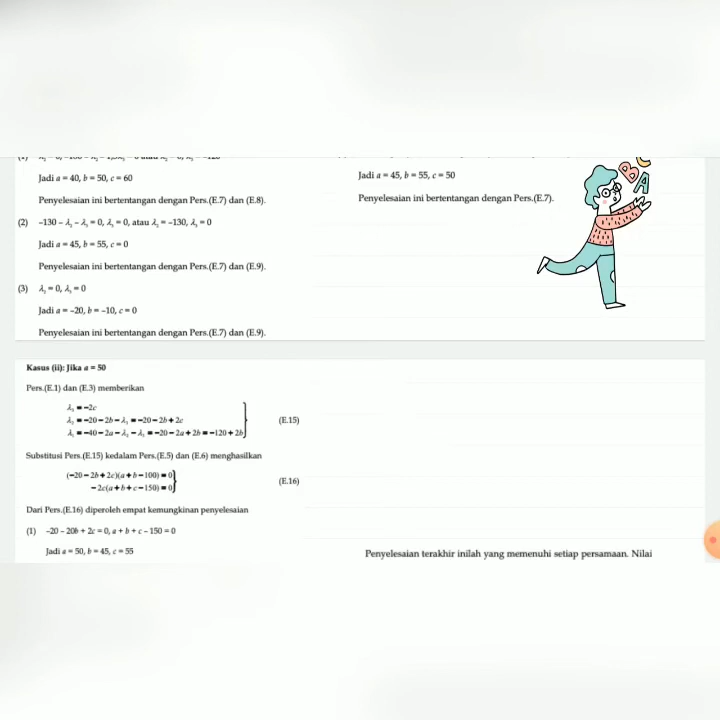 Jadi a = 40, b = 50, c = 60
Penyelesaian ini bertentangan dengan Pers.(E.7) dan (E.8).
(2) -130 - λ₂ - λ₃ = 0, λ₃ = 0, atau λ₂ = -130, λ₃ = 0
Jadi a = 45, b = 55, c = 0
Penyelesaian ini bertentangan dengan Pers.(E.7) dan (E.9).
(3) λ₂ = 0, λ₃ = 0
Jadi a = -20, b = -10, c = 0
Penyelesaian ini bertentangan dengan Pers.(E.7) dan (E.9).
Jadi a = 45, b = 55, c = 50
Penyelesaian ini bertentangan dengan Pers.(E.7).
B C
A
Kasus (ii): Jika a = 50
Pers.(E.1) dan (E.3) memberikan
λ₃ = -2c
λ₂ = -20 - 2b - λ₃ = -20 - 2b + 2c
λ₁ = -40 - 2a - λ₂ - λ₃ = -20 - 2a + 2b = -120 + 2b
(E.15)
Substitusi Pers.(E.15) kedalam Pers.(E.5) dan (E.6) menghasilkan
(-20 - 2b + 2c)(a + b - 100) = 0
-2c(a + b + c - 150) = 0
(E.16)
Dari Pers.(E.16) diperoleh empat kemungkinan penyelesaian
(1) -20 - 20b + 2c = 0, a + b + c - 150 = 0
Jadi a = 50, b = 45, c = 55
Penyelesaian terakhir inilah yang memenuhi setiap persamaan. Nilai